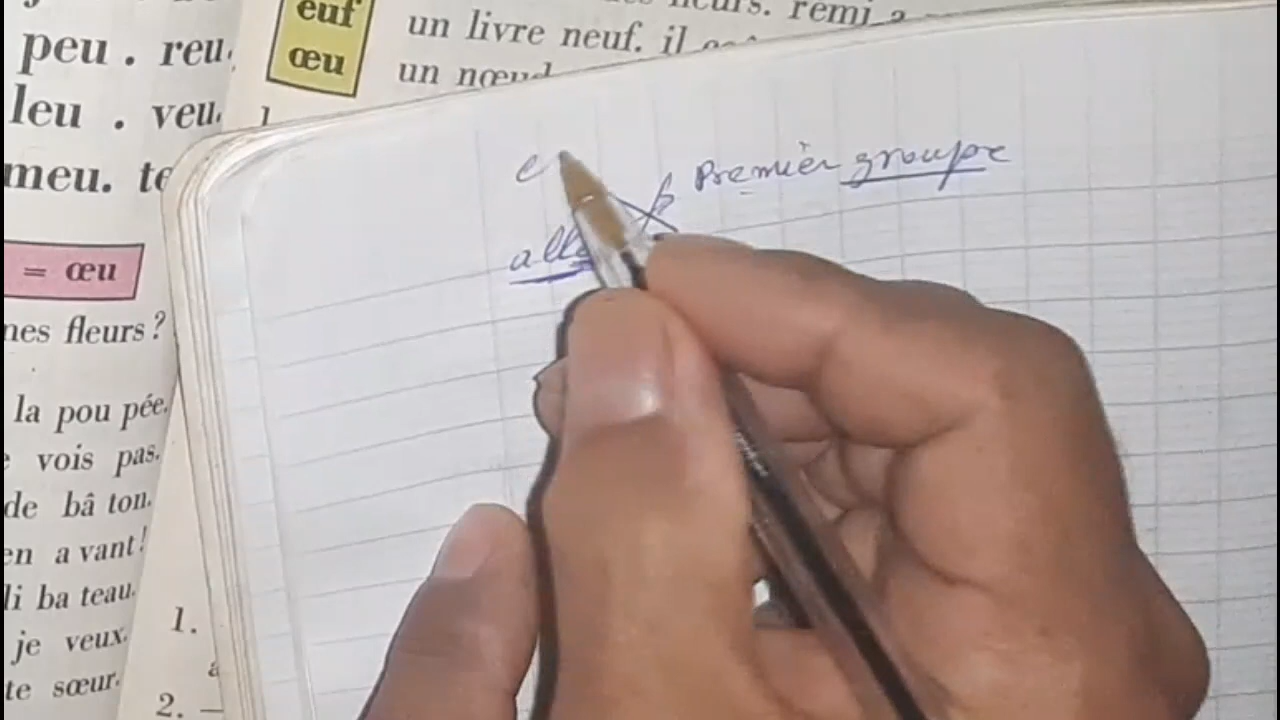 peu . reu.
leu . veu.
meu. te
= œu
nes fleurs ?
la pou pée.
vois pas.
de bâ ton.
en a vant !
li ba teau.
je veux.
te sœur.
euf
œu
un livre neuf. il
un nœud
1.
2. —
e
Premier groupe
alle